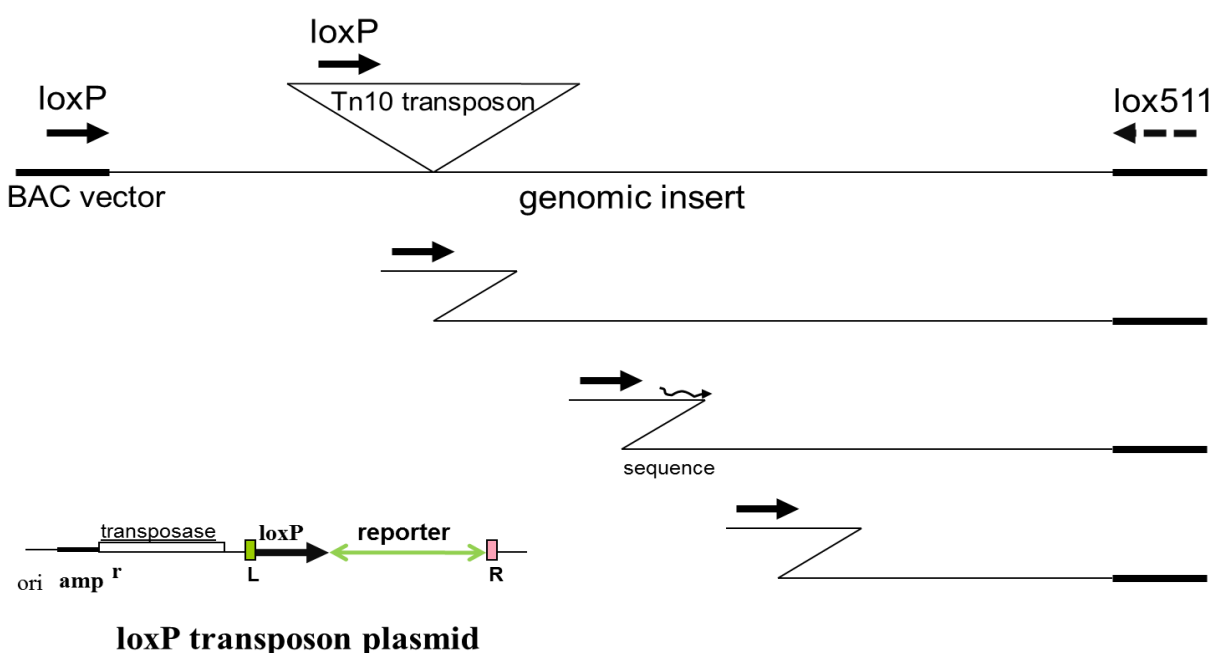 loxP
loxP
Tn10 transposon
lox511
BAC vector
genomic insert
sequence
transposase
loxP
reporter
ori
amp r
L
R
loxP transposon plasmid